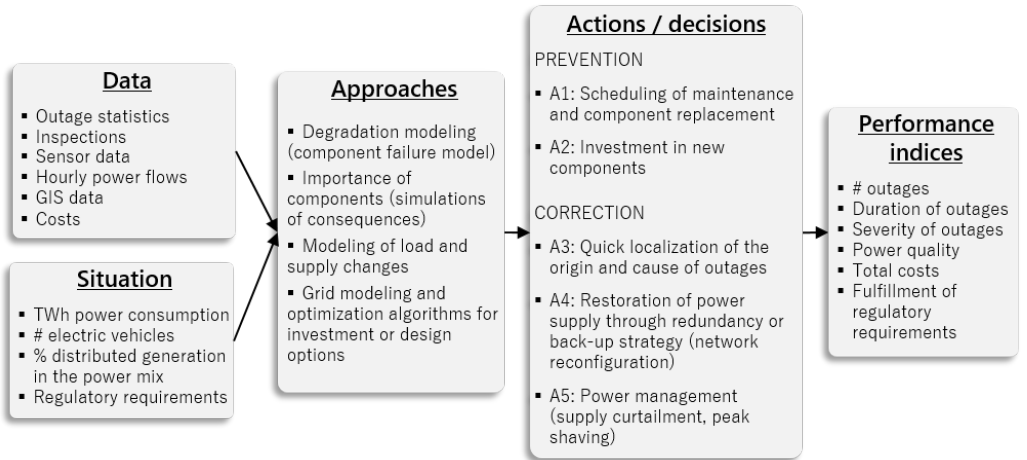 Data
▪ Outage statistics
▪ Inspections
▪ Sensor data
▪ Hourly power flows
▪ GIS data
▪ Costs
Situation
▪ TWh power consumption
▪ # electric vehicles
▪ % distributed generation
in the power mix
▪ Regulatory requirements
Approaches
▪ Degradation modeling
(component failure model)
▪ Importance of
components (simulations
of consequences)
▪ Modeling of load and
supply changes
▪ Grid modeling and
optimization algorithms for
investment or design
options
Actions / decisions
PREVENTION
▪ A1: Scheduling of maintenance
and component replacement
▪ A2: Investment in new
components
CORRECTION
▪ A3: Quick localization of the
origin and cause of outages
▪ A4: Restoration of power
supply through redundancy or
back-up strategy (network
reconfiguration)
▪ A5: Power management
(supply curtailment, peak
shaving)
Performance
indices
▪ # outages
▪ Duration of outages
▪ Severity of outages
▪ Power quality
▪ Total costs
▪ Fulfillment of
regulatory
requirements